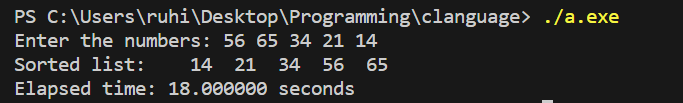 PS C:\Users\ruhi\Desktop\Programming\clanguage> ./a.exe
Enter the numbers: 56 65 34 21 14
Sorted list:    14  21  34  56  65
Elapsed time: 18.000000 seconds